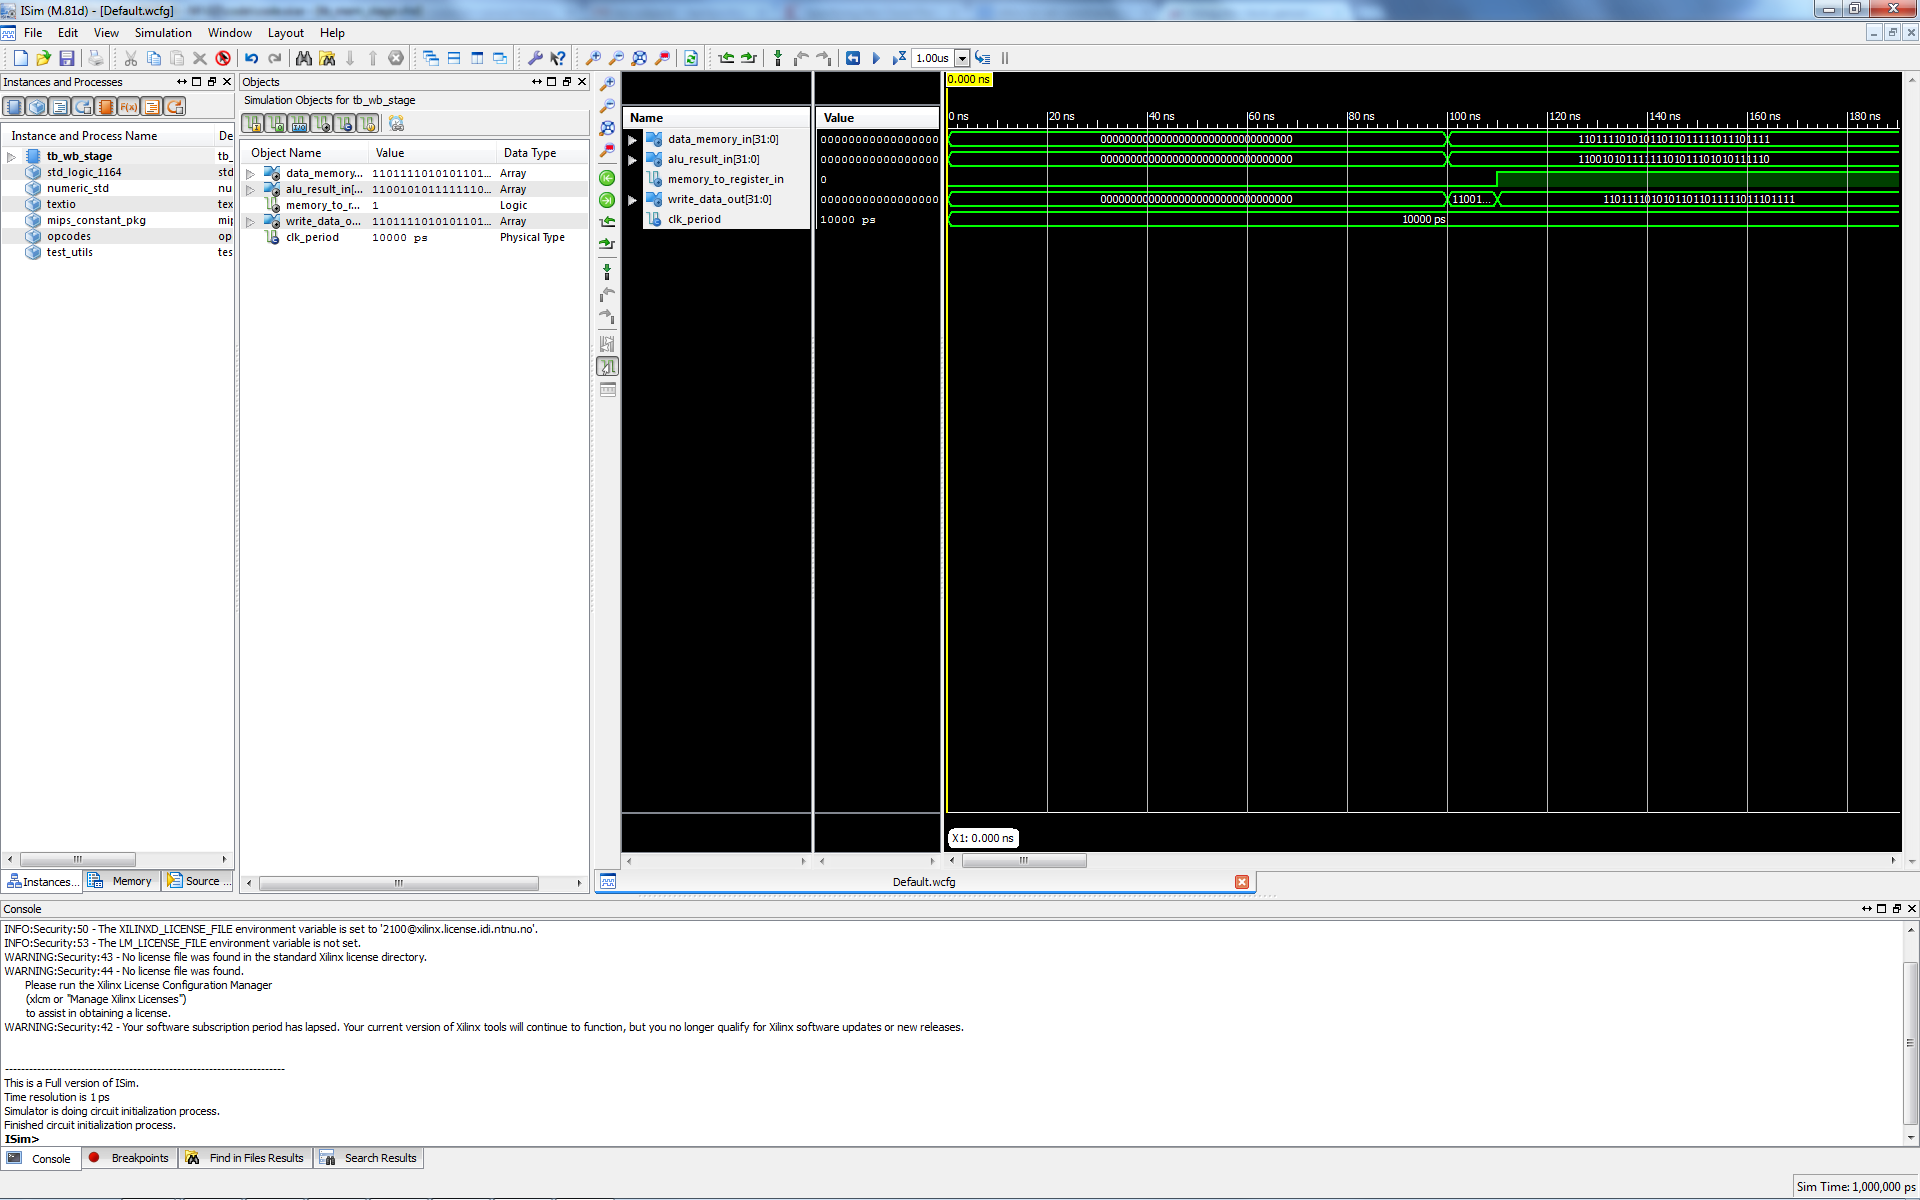 ISim (M.81d) - [Default.wcfg]
File Edit View Simulation Window Layout Help
1.00us
Instances and Processes
Instance and Process Name De
tb_wb_stage tb_
std_logic_1164 std
numeric_std nu
textio tex
mips_constant_pkg mip
opcodes op
test_utils tes
Instances... Memory Source ...
Objects
Simulation Objects for tb_wb_stage
Object Name Value Data Type
data_memory... 1101111010101101... Array
alu_result_in[... 1100101011111110... Array
memory_to_r... 1 Logic
write_data_o... 1101111010101101... Array
clk_period 10000 ps Physical Type
Name Value
data_memory_in[31:0] 00000000000000000
alu_result_in[31:0] 00000000000000000
memory_to_register_in 0
write_data_out[31:0] 00000000000000000
clk_period 10000 ps
0.000 ns
0 ns 20 ns 40 ns 60 ns 80 ns 100 ns 120 ns 140 ns 160 ns 180 ns
00000000000000000000000000000000 11011110101011011011111011101111
00000000000000000000000000000000 11001010111111101011101010111110
00000000000000000000000000000000 11001... 11011110101011011011111011101111
10000 ps
X1: 0.000 ns
Default.wcfg
Console
INFO:Security:50 - The XILINXD_LICENSE_FILE environment variable is set to '2100@xilinx.license.idi.ntnu.no'.
INFO:Security:53 - The LM_LICENSE_FILE environment variable is not set.
WARNING:Security:43 - No license file was found in the standard Xilinx license directory.
WARNING:Security:44 - No license file was found.
Please run the Xilinx License Configuration Manager
(xlcm or "Manage Xilinx Licenses")
to assist in obtaining a license.
WARNING:Security:42 - Your software subscription period has lapsed. Your current version of Xilinx tools will continue to function, but you no longer qualify for Xilinx software updates or new releases.
----------------------------------------------------------------------
This is a Full version of ISim.
Time resolution is 1 ps
Simulator is doing circuit initialization process.
Finished circuit initialization process.
ISim>
Console Breakpoints Find in Files Results Search Results
Sim Time: 1,000,000 ps